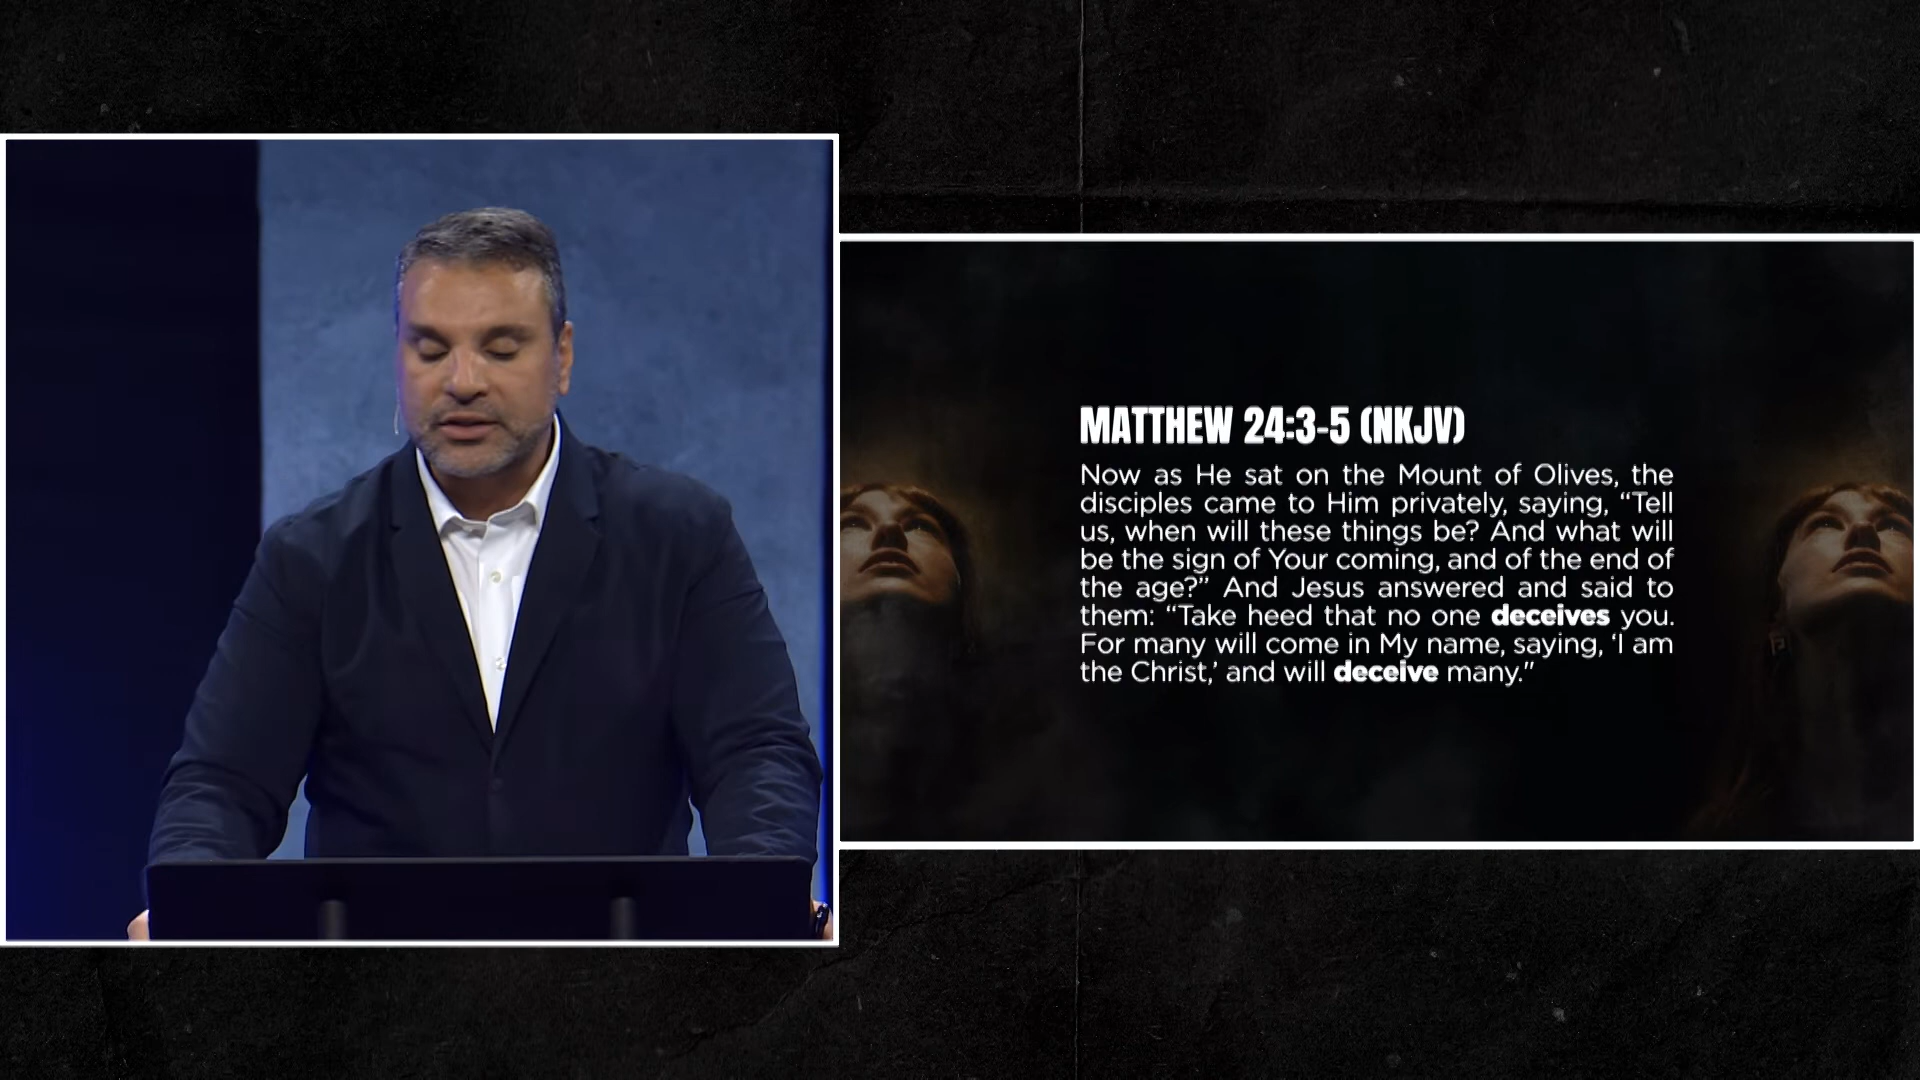 MATTHEW 24:3-5 (NKJV)
Now as He sat on the Mount of Olives, the
disciples came to Him privately, saying, “Tell
us, when will these things be? And what will
be the sign of Your coming, and of the end of
the age?” And Jesus answered and said to
them: “Take heed that no one deceives you.
For many will come in My name, saying, ‘I am
the Christ,’ and will deceive many."